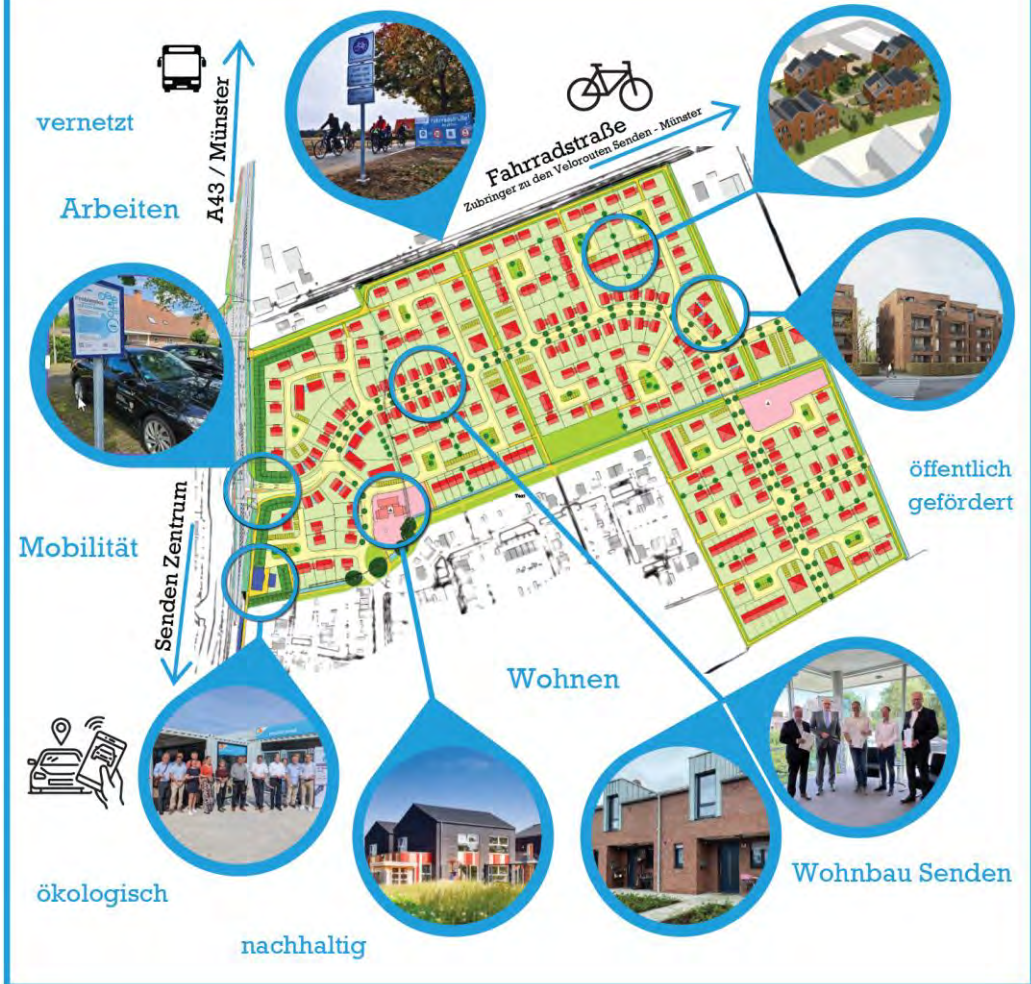 vernetzt
A43 / Münster
Fahrradstraße
Zubringer zu den Velorouten Senden - Münster
Arbeiten
öffentlich
gefördert
Mobilität
Senden Zentrum
Wohnen
Wohnbau Senden
ökologisch
nachhaltig